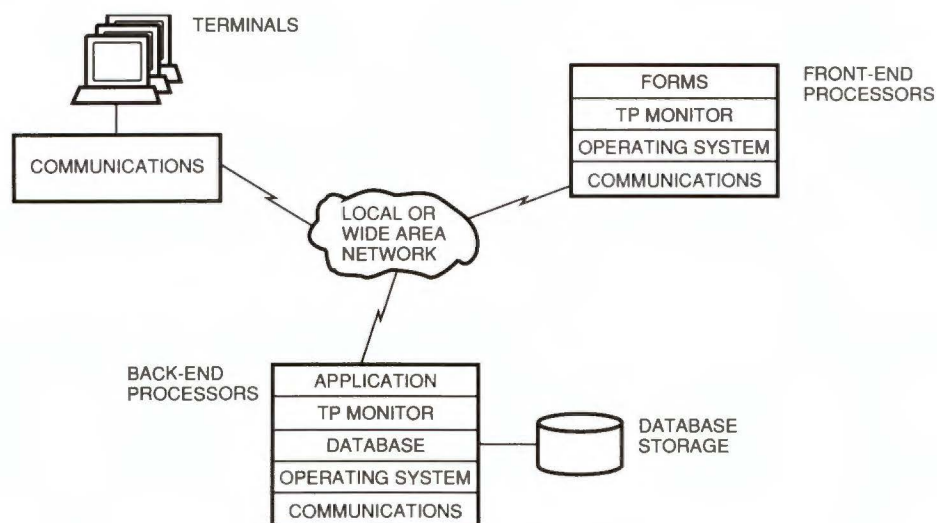 TERMINALS
COMMUNICATIONS
FORMS
TP MONITOR
OPERATING SYSTEM
COMMUNICATIONS
FRONT-END
PROCESSORS
LOCAL OR
WIDE AREA
NETWORK
BACK-END
PROCESSORS
APPLICATION
TP MONITOR
DATABASE
OPERATING SYSTEM
COMMUNICATIONS
DATABASE
STORAGE